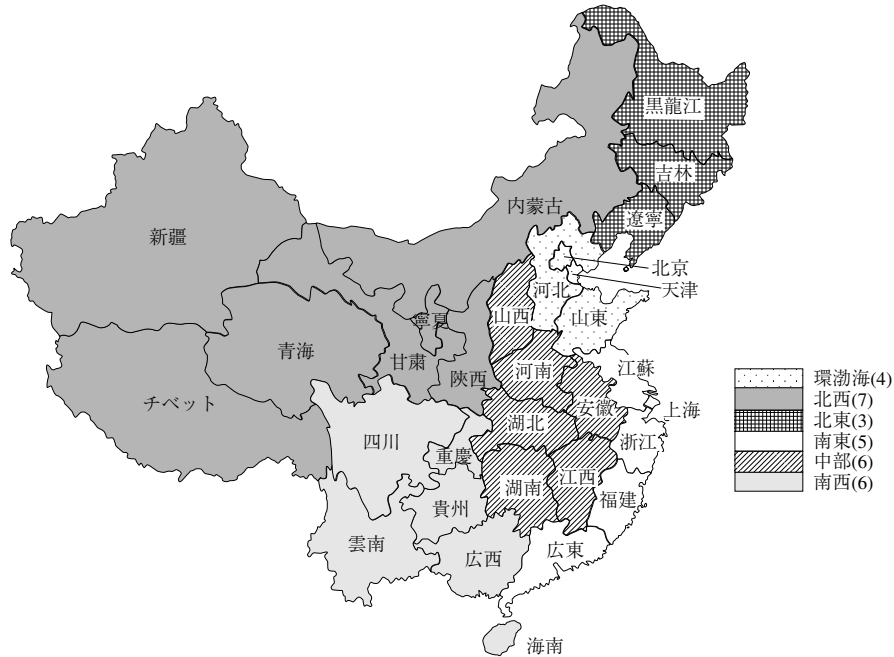 黒龍江
吉林
遼寧
内蒙古
新疆
北京
天津
河北
山西
山東
寧夏
青海
甘粛
陝西
河南
江蘇
チベット
安徽
上海
湖北
浙江
四川
重慶
湖南
江西
福建
貴州
雲南
広西
広東
海南
環渤海(4)
北西(7)
北東(3)
南東(5)
中部(6)
南西(6)